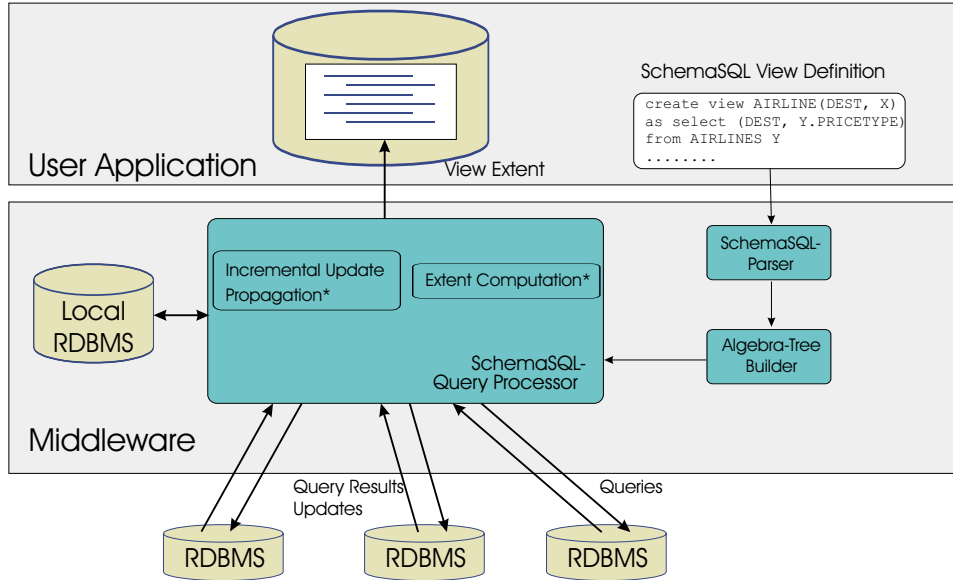 SchemaSQL View Definition
create view AIRLINE(DEST, X)
as select (DEST, Y.PRICETYPE)
from AIRLINES Y
........
User Application
View Extent
Incremental Update
Propagation*
Extent Computation*
SchemaSQL-
Parser
Local
RDBMS
Algebra-Tree
Builder
SchemaSQL-
Query Processor
Middleware
Query Results
Updates
Queries
RDBMS
RDBMS
RDBMS